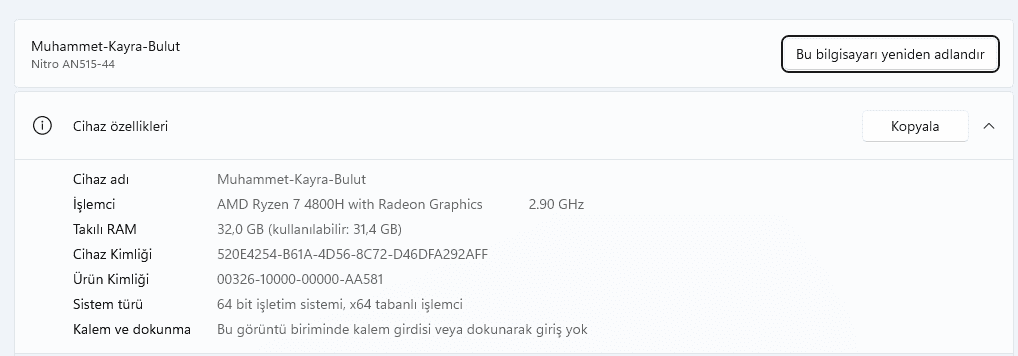 Muhammet-Kayra-Bulut
Nitro AN515-44
Bu bilgisayarı yeniden adlandır
Cihaz özellikleri
Kopyala
Cihaz adı Muhammet-Kayra-Bulut
İşlemci AMD Ryzen 7 4800H with Radeon Graphics 2.90 GHz
Takılı RAM 32,0 GB (kullanılabilir: 31,4 GB)
Cihaz Kimliği 520E4254-B61A-4D56-8C72-D46DFA292AFF
Ürün Kimliği 00326-10000-00000-AA581
Sistem türü 64 bit işletim sistemi, x64 tabanlı işlemci
Kalem ve dokunma Bu görüntü biriminde kalem girdisi veya dokunarak giriş yok